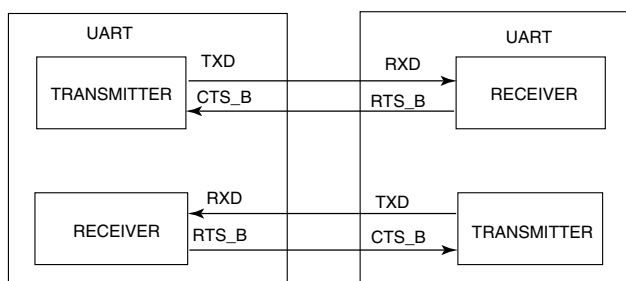 UART UART
TXD RXD
TRANSMITTER CTS_B RTS_B RECEIVER
RXD TXD
RECEIVER RTS_B CTS_B TRANSMITTER